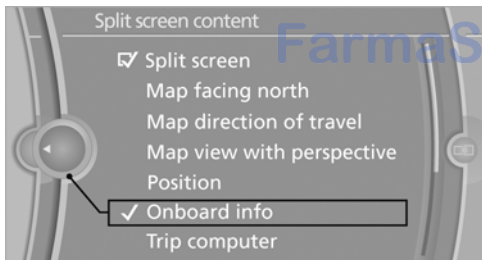 Split screen content
FarmaS
Split screen
Map facing north
Map direction of travel
Map view with perspective
Position
Onboard info
Trip computer